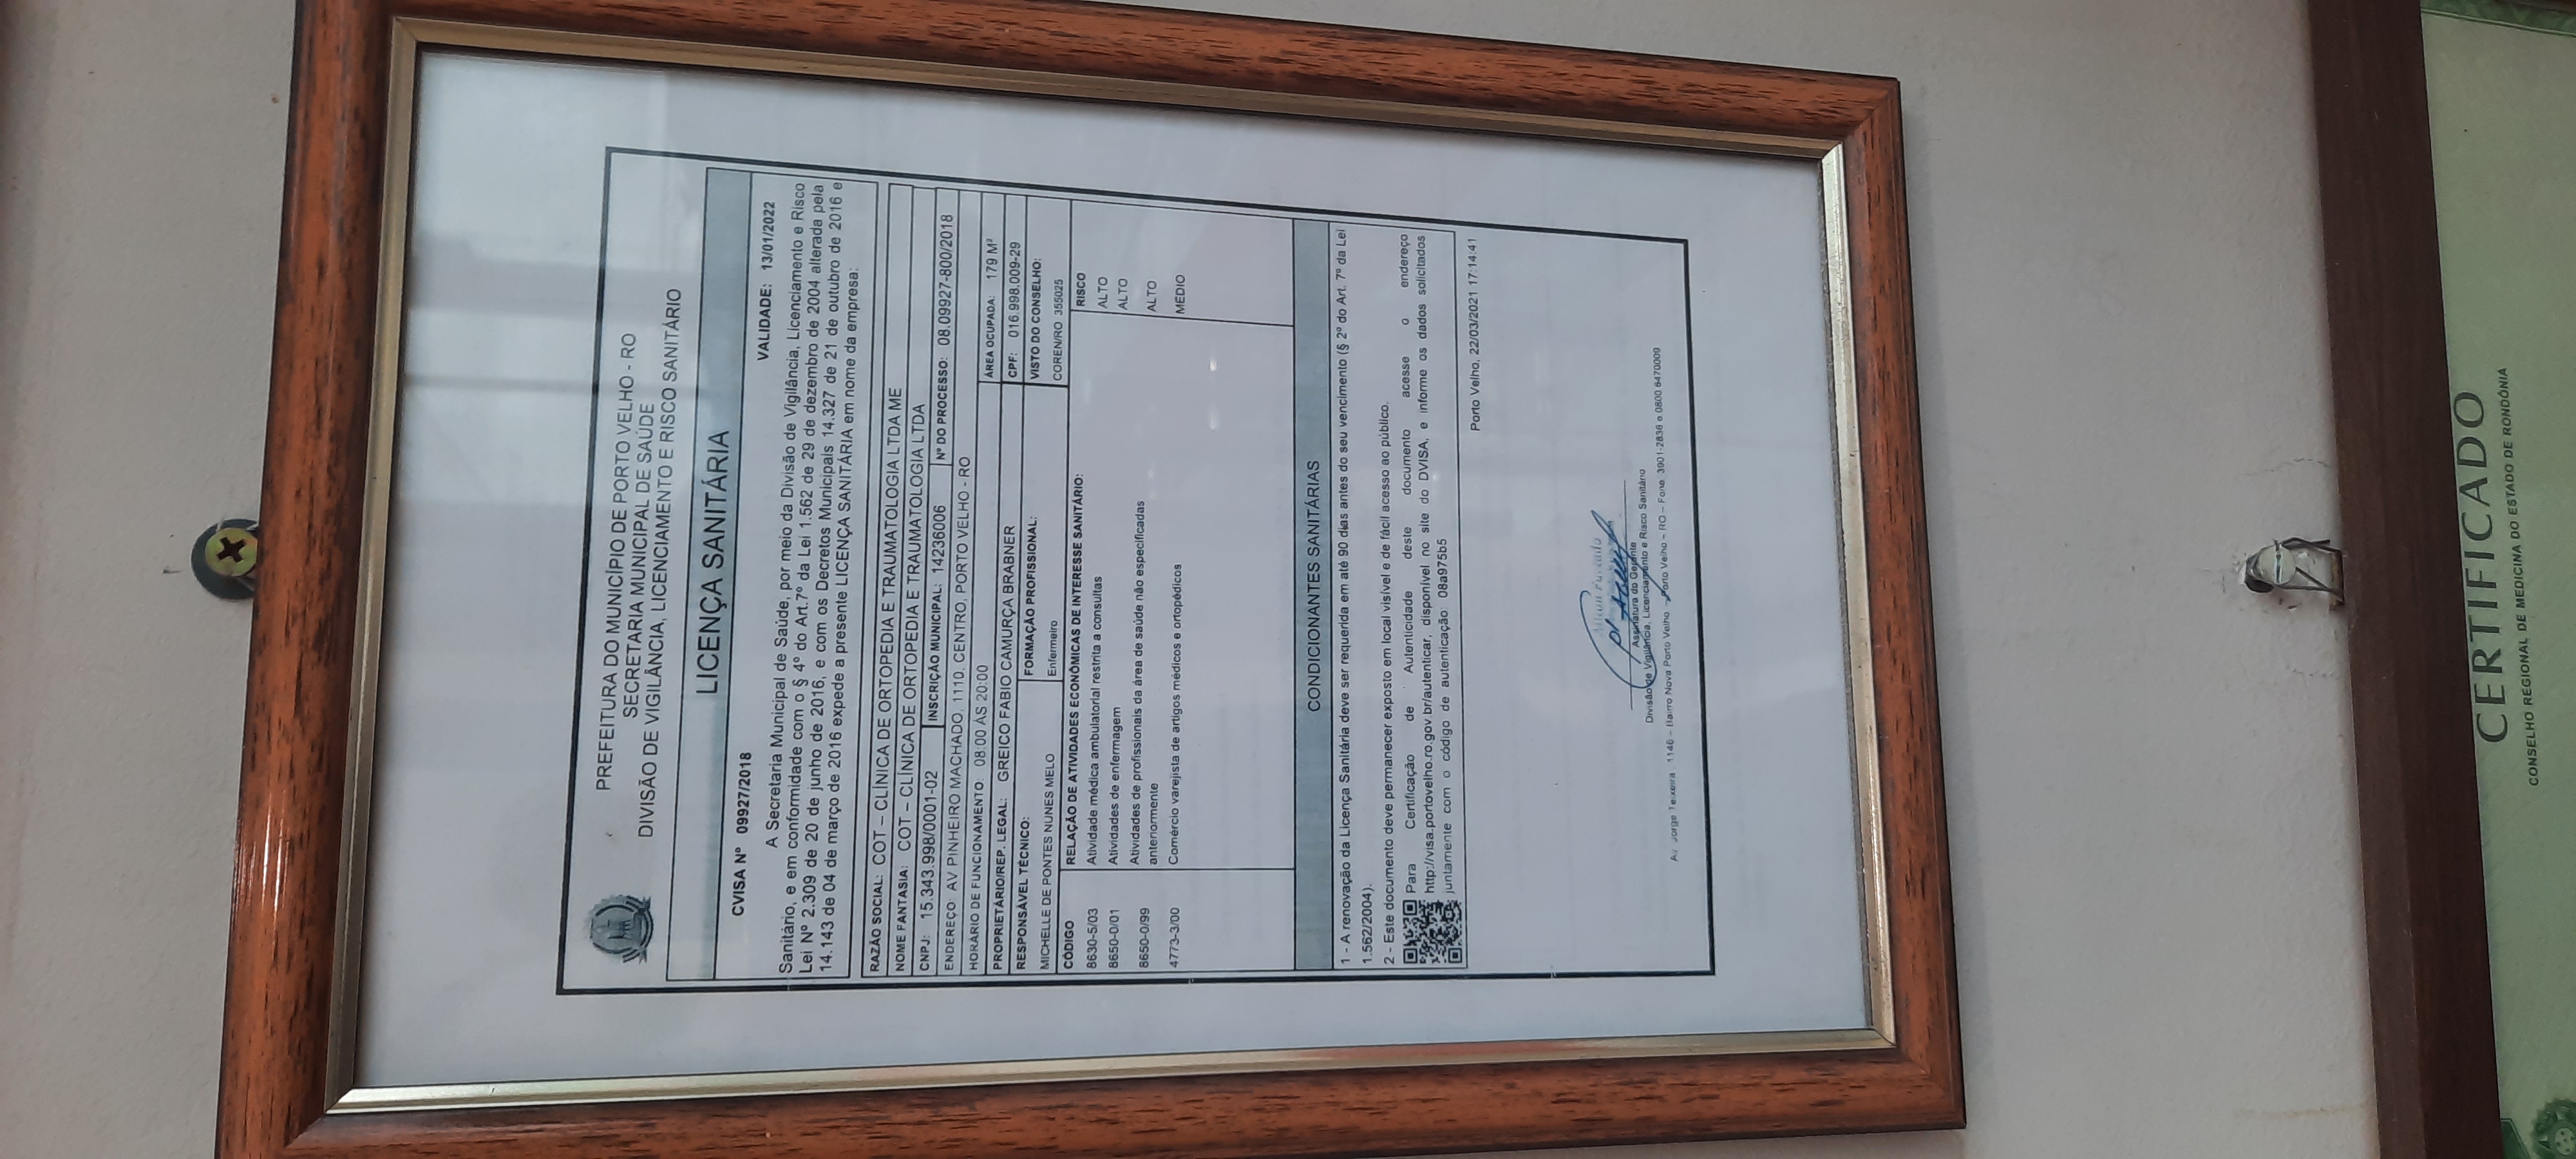 PREFEITURA DO MUNICÍPIO DE PORTO VELHO - RO
SECRETARIA MUNICIPAL DE SAÚDE
DIVISÃO DE VIGILÂNCIA, LICENCIAMENTO E RISCO SANITÁRIO
LICENÇA SANITÁRIA
CVISA Nº 09927/2018 VALIDADE: 13/01/2022
A Secretaria Municipal de Saúde, por meio da Divisão de Vigilância, Licenciamento e Risco
Sanitário, e em conformidade com o § 4º do Art.7º da Lei 1.562 de 29 de dezembro de 2004 alterada pela
Lei Nº 2.309 de 20 de junho de 2016, e com os Decretos Municipais 14.327 de 21 de outubro de 2016 e
14.143 de 04 de março de 2016 expede a presente LICENÇA SANITÁRIA em nome da empresa:
RAZÃO SOCIAL: COT – CLÍNICA DE ORTOPEDIA E TRAUMATOLOGIA LTDA ME
NOME FANTASIA: COT – CLÍNICA DE ORTOPEDIA E TRAUMATOLOGIA LTDA
CNPJ: 15.343.998/0001-02 INSCRIÇÃO MUNICIPAL: 14236006 Nº DO PROCESSO: 08.09927-800/2018
ENDEREÇO: AV PINHEIRO MACHADO, 1110, CENTRO, PORTO VELHO - RO
HORÁRIO DE FUNCIONAMENTO: 08:00 ÀS 20:00 ÁREA OCUPADA: 179 M²
PROPRIETÁRIO/REP. LEGAL: GREICO FABIO CAMURÇA BRABNER CPF: 016.998.009-29
RESPONSÁVEL TÉCNICO: FORMAÇÃO PROFISSIONAL: VISTO DO CONSELHO:
MICHELLE DE PONTES NUNES MELO Enfermeiro COREN/RO 355025
CÓDIGO RELAÇÃO DE ATIVIDADES ECONÔMICAS DE INTERESSE SANITÁRIO: RISCO
8630-5/03 Atividade médica ambulatorial restrita a consultas ALTO
8650-0/01 Atividades de enfermagem ALTO
8650-0/99 Atividades de profissionais da área de saúde não especificadas ALTO
anteriormente
4773-3/00 Comércio varejista de artigos médicos e ortopédicos MÉDIO
CONDICIONANTES SANITÁRIAS
1 - A renovação da Licença Sanitária deve ser requerida em até 90 dias antes do seu vencimento (§ 2º do Art. 7º da Lei
1.562/2004).
2 - Este documento deve permanecer exposto em local visível e de fácil acesso ao público.
Para Certificação de Autenticidade deste documento acesse o endereço
http://visa.portovelho.ro.gov.br/autenticar, disponível no site do DVISA, e informe os dados solicitados
juntamente com o código de autenticação: 08a975b5
Porto Velho, 22/03/2021 17:14:41
Assinatura do Gerente
Divisão de Vigilância, Licenciamento e Risco Sanitário
Av Jorge Teixeira, 1146 – Bairro Nova Porto Velho – Porto Velho – RO – Fone: 3901-2836 e 0800 6470009
CERTIFICADO
CONSELHO REGIONAL DE MEDICINA DO ESTADO DE RONDÔNIA